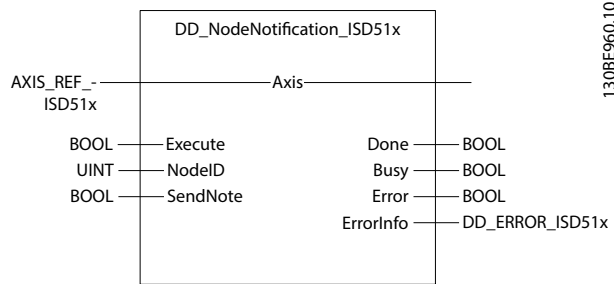 DD_NodeNotification_ISD51x
AXIS_REF_-
ISD51x
Axis
BOOL Execute Done BOOL
UINT NodeID Busy BOOL
BOOL SendNote Error BOOL
ErrorInfo DD_ERROR_ISD51x
130BE960.10